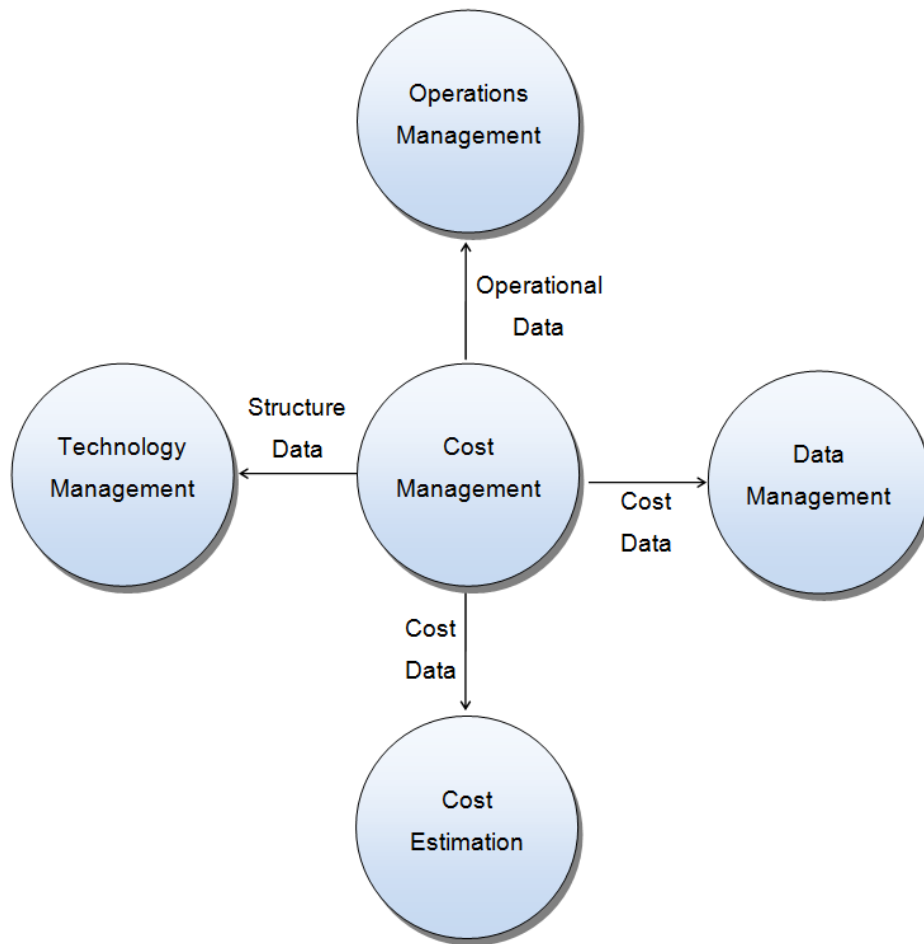 Operations
Management
Operational
Data
Structure
Data
Technology
Management
Cost
Management
Data
Management
Cost
Data
Cost
Data
Cost
Estimation